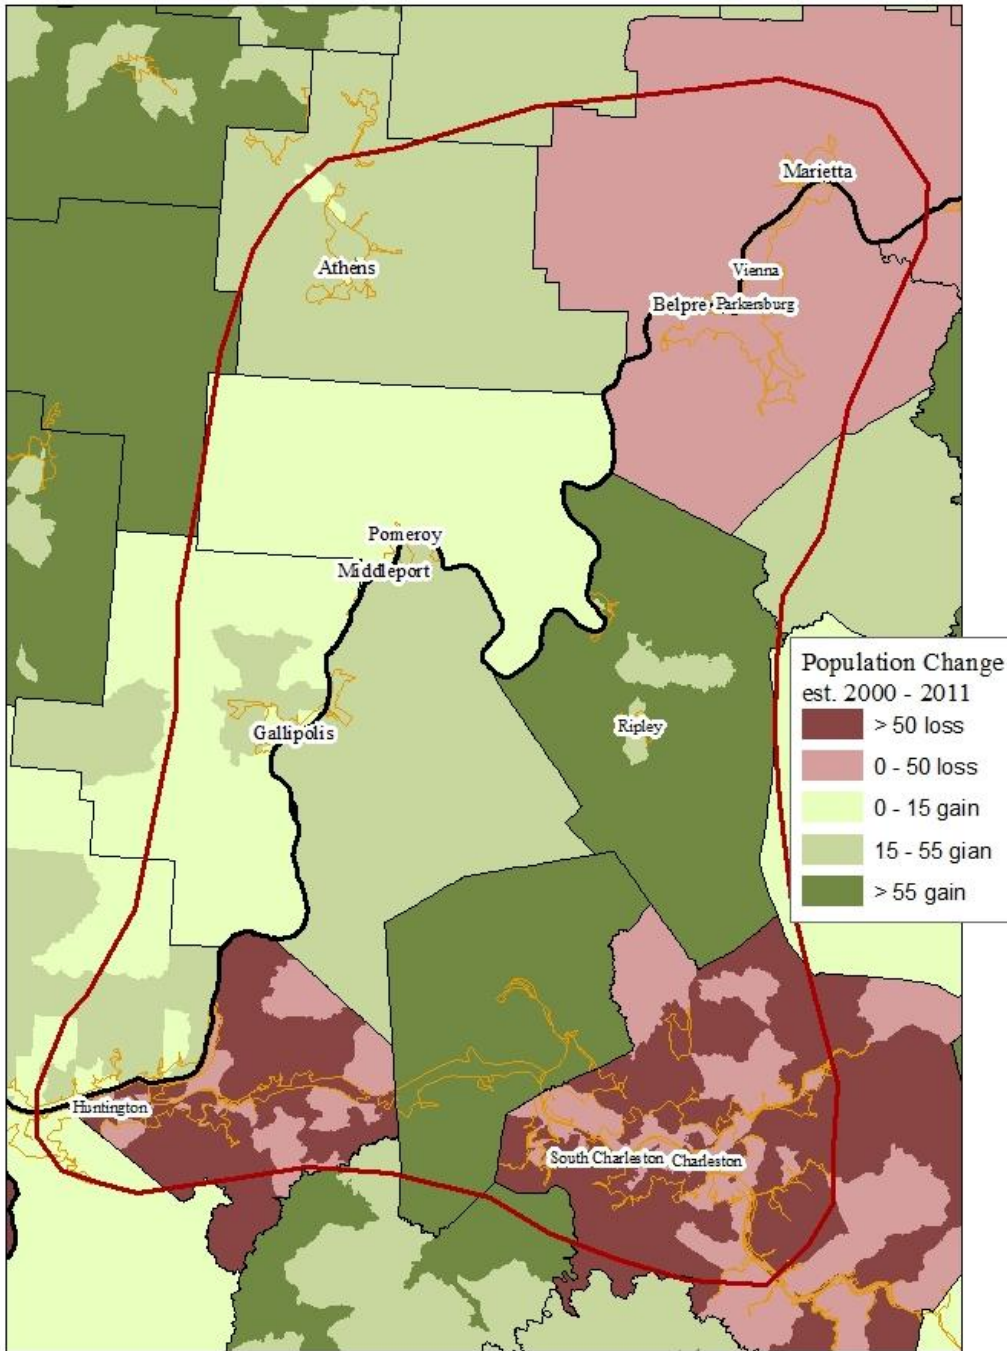 Marietta
Vienna
Athens
Belpre
Parkersburg
Pomeroy
Middleport
Population Change
est. 2000 - 2011
> 50 loss
0 - 50 loss
0 - 15 gain
15 - 55 gian
> 55 gain
Ripley
Gallipolis
Huntington
South Charleston
Charleston